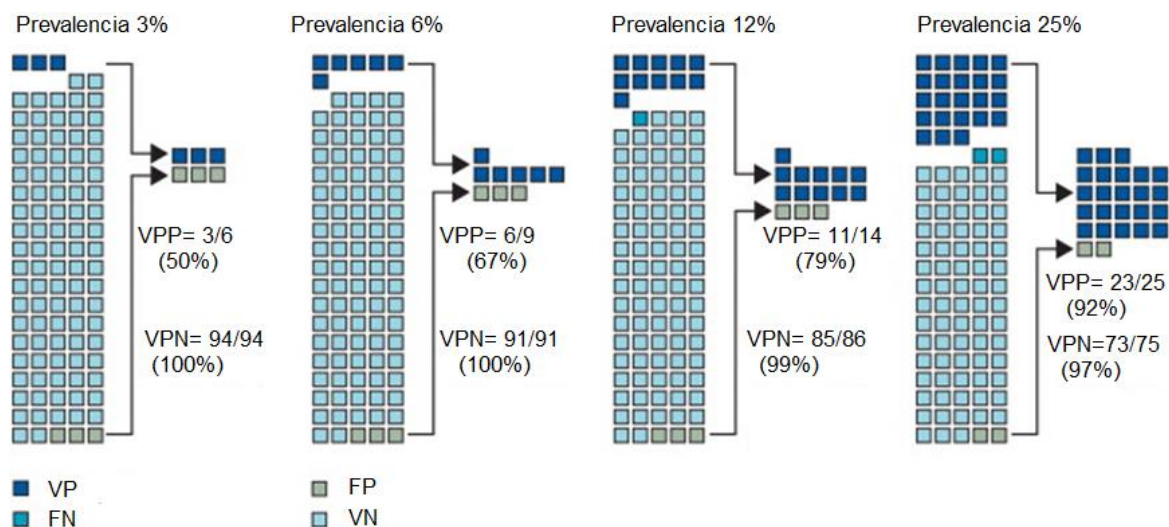 Prevalencia 3%
Prevalencia 6%
Prevalencia 12%
Prevalencia 25%
VPP= 3/6
(50%)
VPN= 94/94
(100%)
VPP= 6/9
(67%)
VPN= 91/91
(100%)
VPP= 11/14
(79%)
VPN= 85/86
(99%)
VPP= 23/25
(92%)
VPN=73/75
(97%)
VP
FN
FP
VN